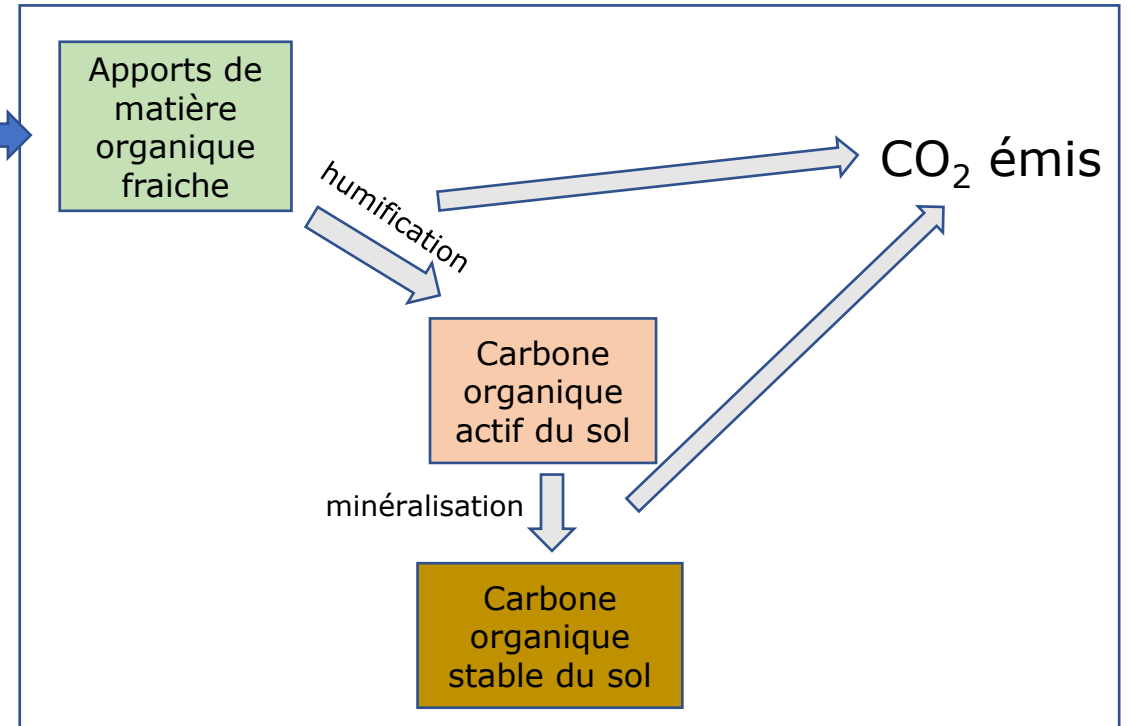 Apports de
matière
organique
fraiche
humification
CO₂ émis
Carbone
organique
actif du sol
minéralisation
Carbone
organique
stable du sol